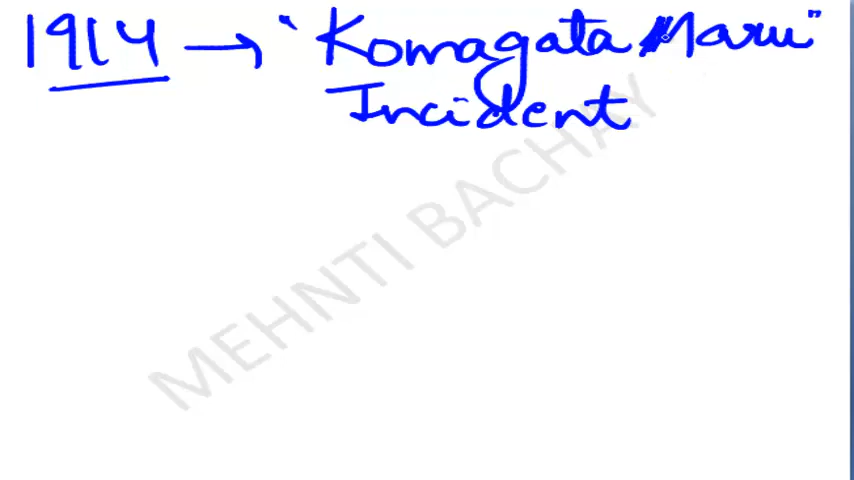 1914 → 'Komagata Maru"
Incident
MEHNTI BACHAY